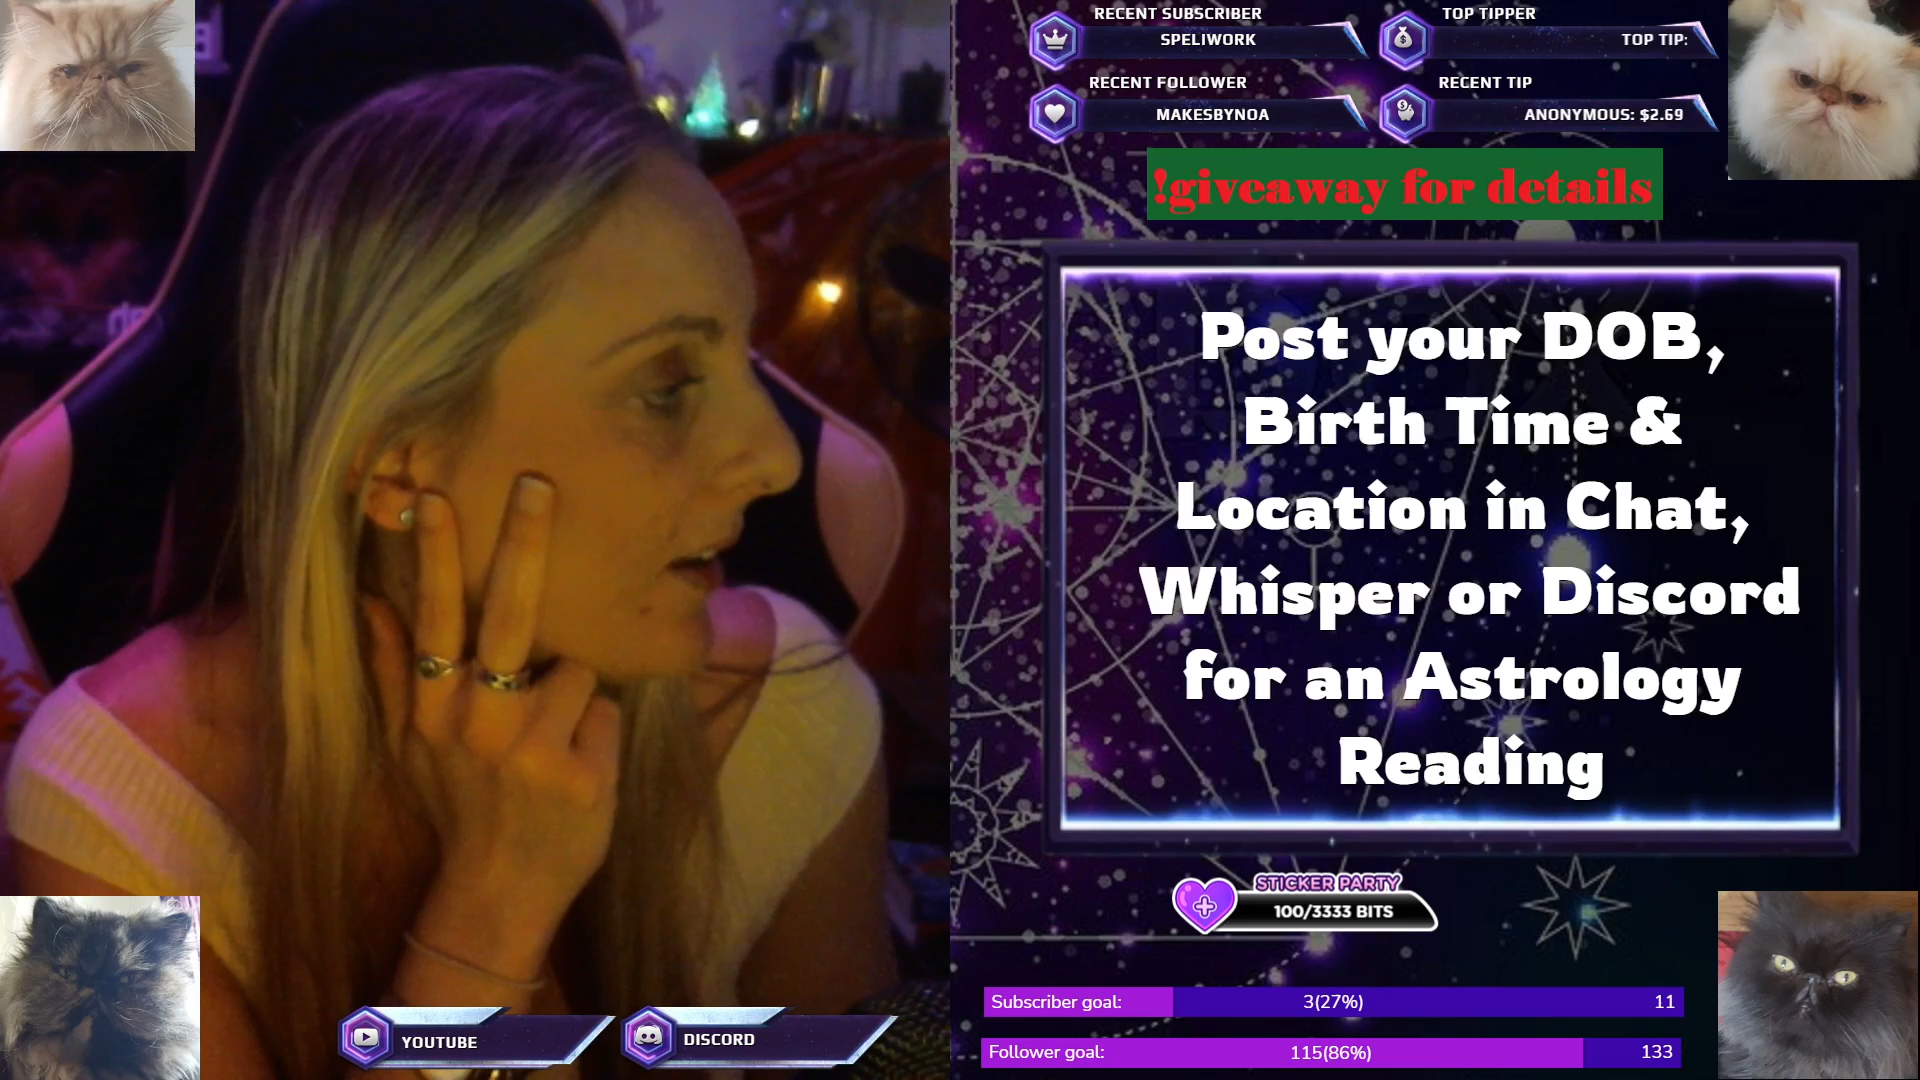 RECENT SUBSCRIBER
SPELIWORK
TOP TIPPER
TOP TIP:
RECENT FOLLOWER
MAKESBYNOA
RECENT TIP
ANONYMOUS: $2.69
!giveaway for details
Post your DOB,
Birth Time &
Location in Chat,
Whisper or Discord
for an Astrology
Reading
STICKER PARTY
100/3333 BITS
Subscriber goal: 3(27%) 11
Follower goal: 115(86%) 133
YOUTUBE
DISCORD